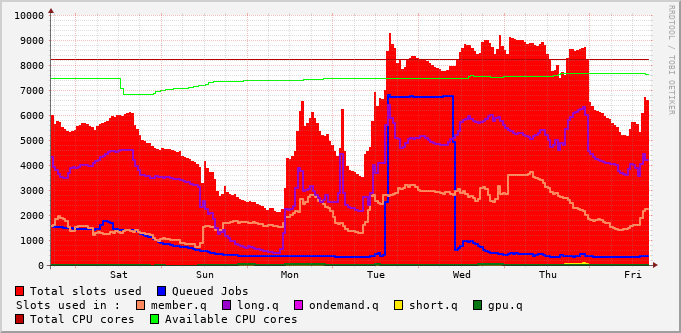 RRDTOOL / TOBI OETIKER
10000
9000
8000
7000
6000
5000
4000
3000
2000
1000
0
Sat Sun Mon Tue Wed Thu Fri
Total slots used Queued Jobs
Slots used in : member.q long.q ondemand.q short.q gpu.q
Total CPU cores Available CPU cores